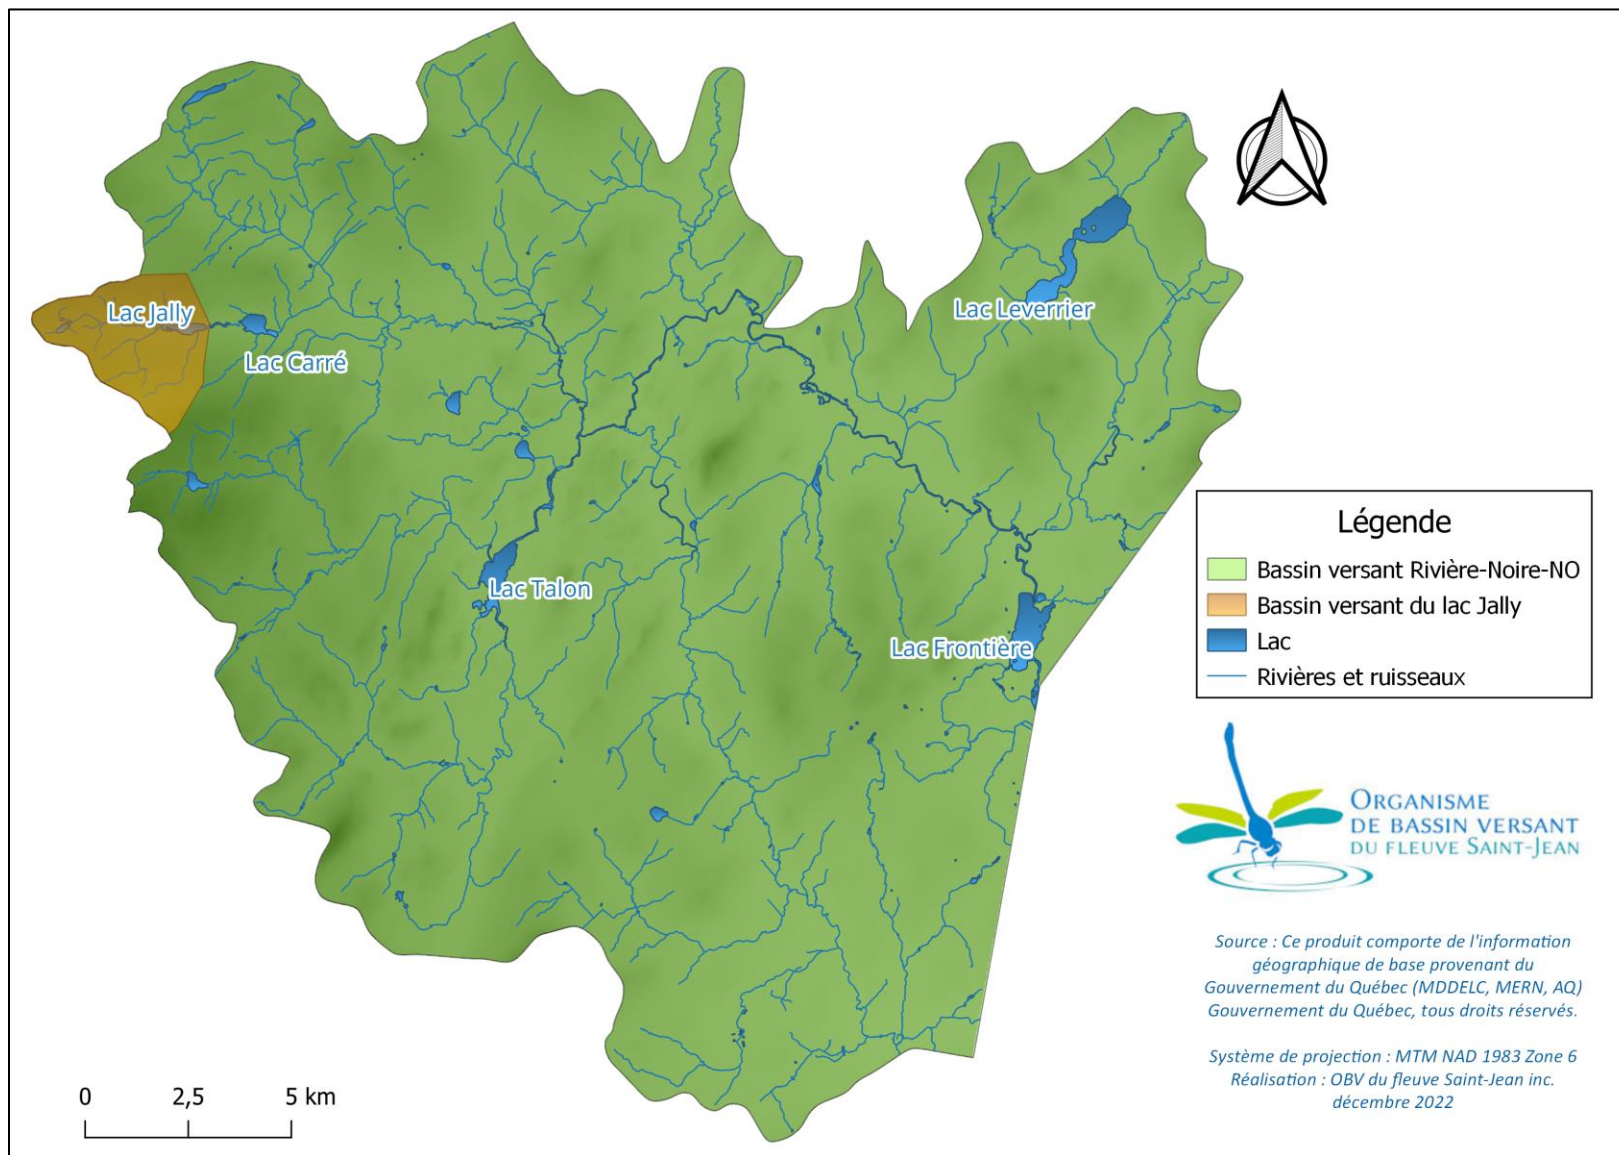 Lac Jally
Lac Carré
Lac Leverrier
Lac Talon
Lac Frontière
Légende
Bassin versant Rivière-Noire-NO
Bassin versant du lac Jally
Lac
Rivières et ruisseaux
ORGANISME
DE BASSIN VERSANT
DU FLEUVE SAINT-JEAN
Source : Ce produit comporte de l'information
géographique de base provenant du
Gouvernement du Québec (MDDELC, MERN, AQ)
Gouvernement du Québec, tous droits réservés.
Système de projection : MTM NAD 1983 Zone 6
Réalisation : OBV du fleuve Saint-Jean inc.
décembre 2022
0 2,5 5 km